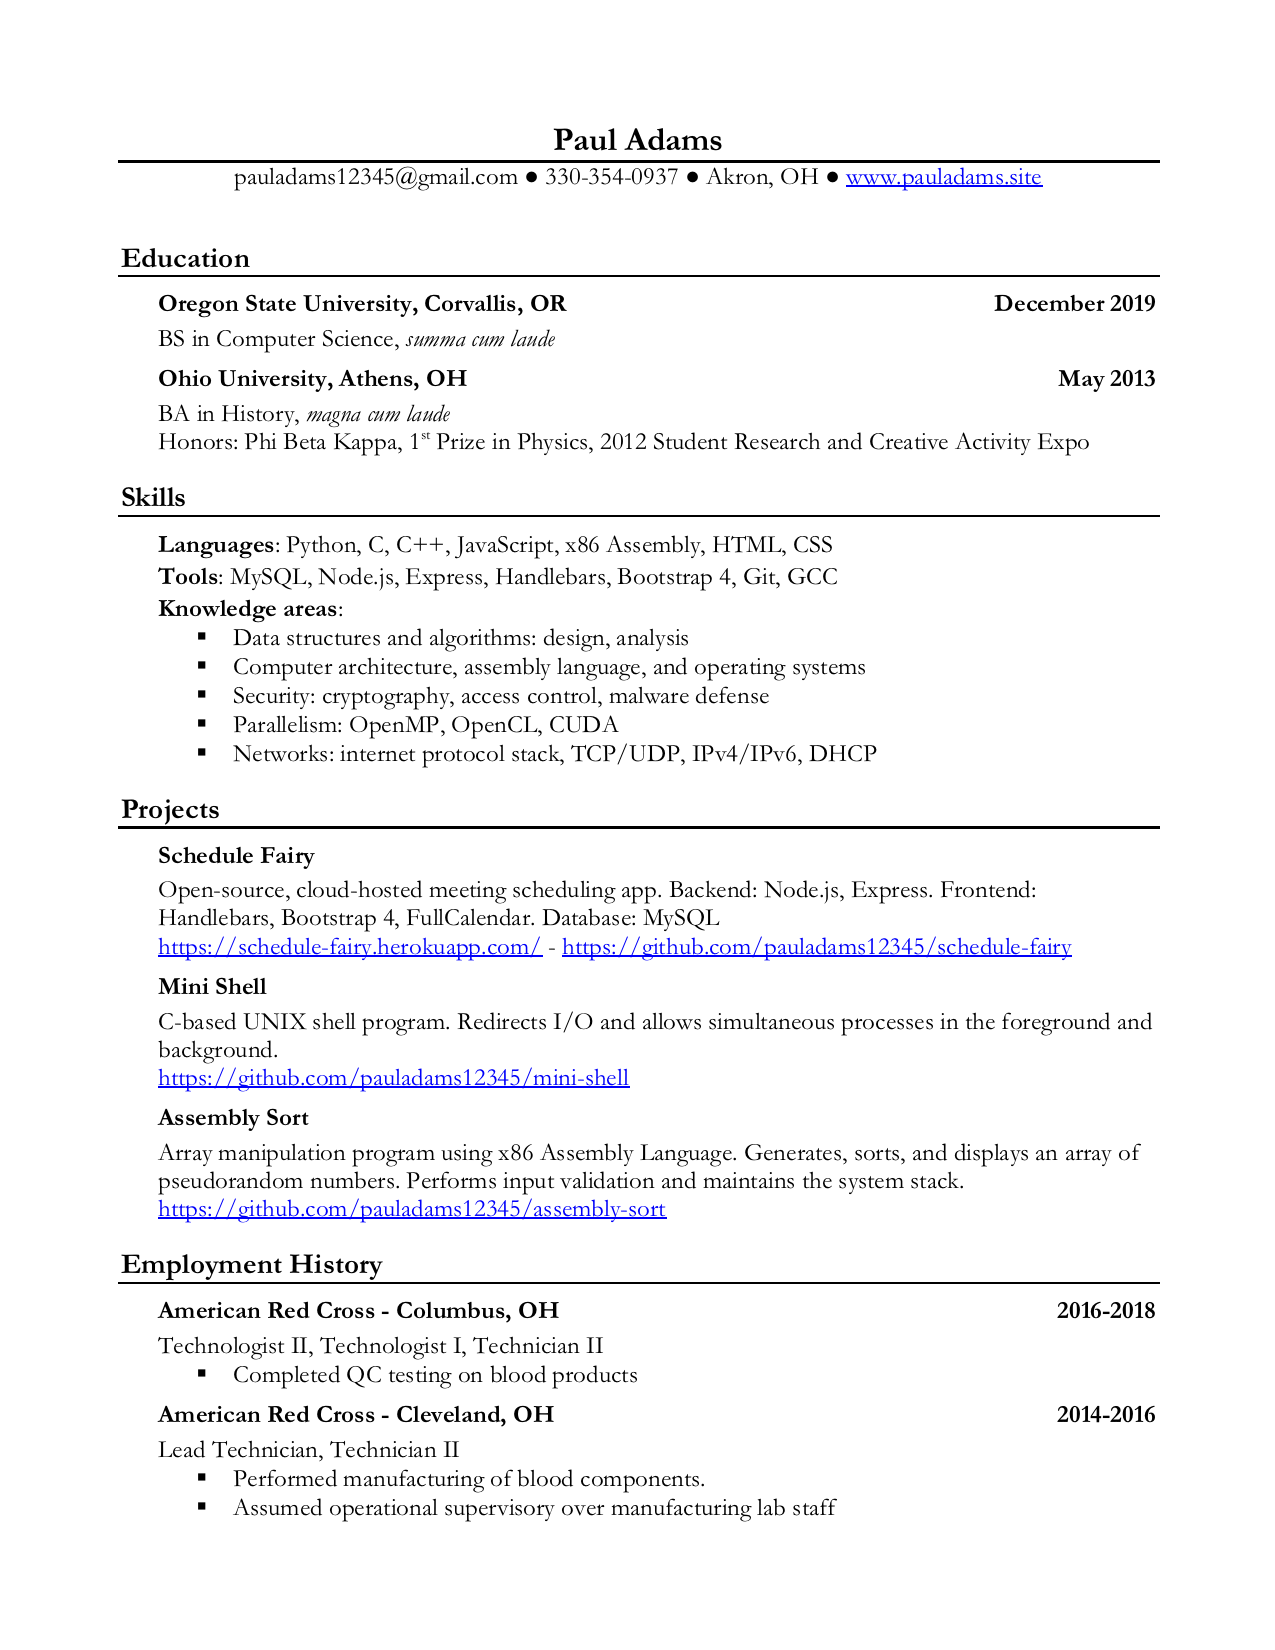 Paul Adams
pauladams12345@gmail.com ● 330-354-0937 ● Akron, OH ● www.pauladams.site
Education
Oregon State University, Corvallis, OR December 2019
BS in Computer Science, summa cum laude
Ohio University, Athens, OH May 2013
BA in History, magna cum laude
Honors: Phi Beta Kappa, 1st Prize in Physics, 2012 Student Research and Creative Activity Expo
Skills
Languages: Python, C, C++, JavaScript, x86 Assembly, HTML, CSS
Tools: MySQL, Node.js, Express, Handlebars, Bootstrap 4, Git, GCC
Knowledge areas:
▪ Data structures and algorithms: design, analysis
▪ Computer architecture, assembly language, and operating systems
▪ Security: cryptography, access control, malware defense
▪ Parallelism: OpenMP, OpenCL, CUDA
▪ Networks: internet protocol stack, TCP/UDP, IPv4/IPv6, DHCP
Projects
Schedule Fairy
Open-source, cloud-hosted meeting scheduling app. Backend: Node.js, Express. Frontend:
Handlebars, Bootstrap 4, FullCalendar. Database: MySQL
https://schedule-fairy.herokuapp.com/ - https://github.com/pauladams12345/schedule-fairy
Mini Shell
C-based UNIX shell program. Redirects I/O and allows simultaneous processes in the foreground and
background.
https://github.com/pauladams12345/mini-shell
Assembly Sort
Array manipulation program using x86 Assembly Language. Generates, sorts, and displays an array of
pseudorandom numbers. Performs input validation and maintains the system stack.
https://github.com/pauladams12345/assembly-sort
Employment History
American Red Cross - Columbus, OH 2016-2018
Technologist II, Technologist I, Technician II
▪ Completed QC testing on blood products
American Red Cross - Cleveland, OH 2014-2016
Lead Technician, Technician II
▪ Performed manufacturing of blood components.
▪ Assumed operational supervisory over manufacturing lab staff